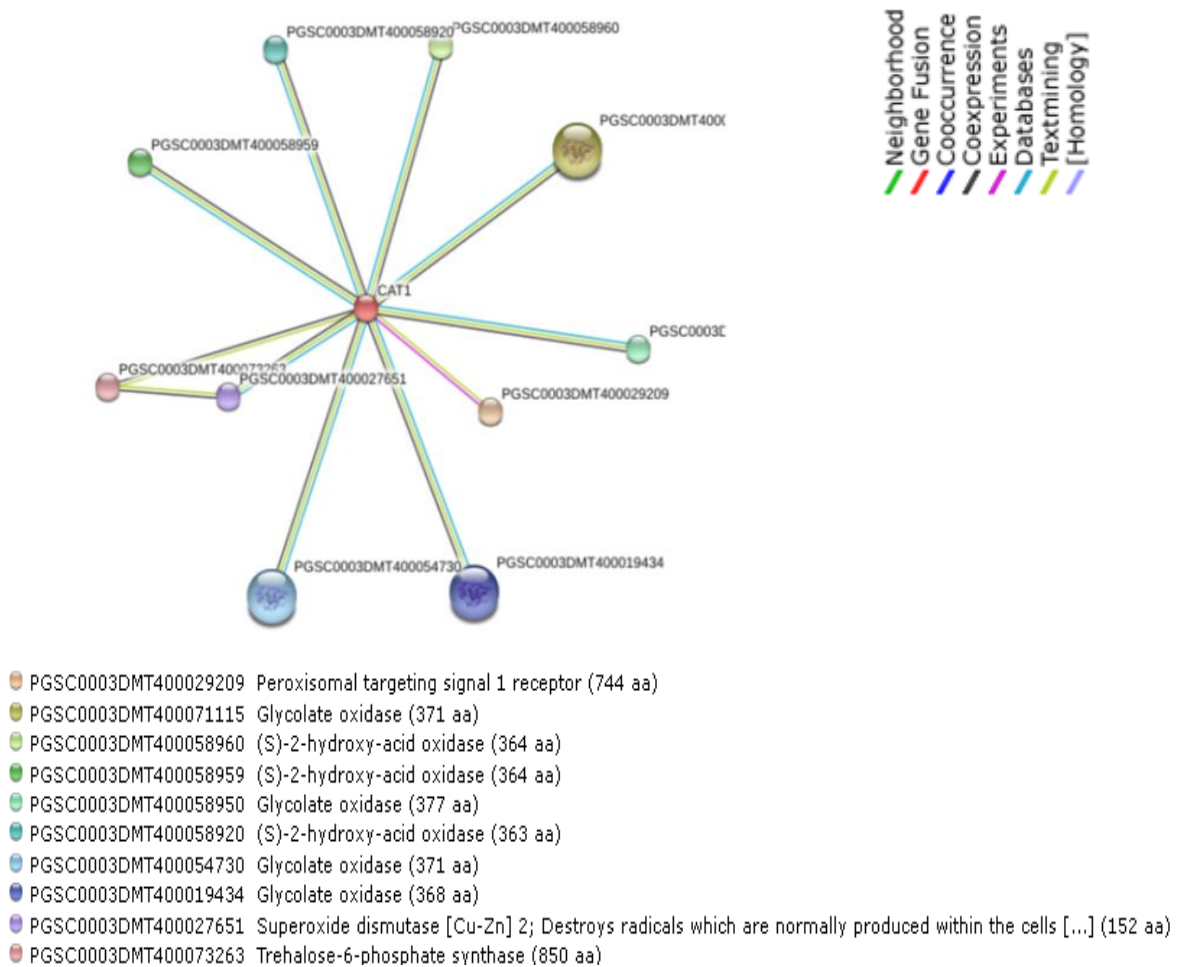 PGSC0003DMT400058920
PGSC0003DMT400058960
PGSC0003DMT400
PGSC0003DMT400058959
CAT1
PGSC0003D
PGSC0003DMT400073263
PGSC0003DMT400027651
PGSC0003DMT400029209
PGSC0003DMT400054730
PGSC0003DMT400019434
Neighborhood
Gene Fusion
Cooccurrence
Coexpression
Experiments
Databases
Textmining
[Homology]
PGSC0003DMT400029209 Peroxisomal targeting signal 1 receptor (744 aa)
PGSC0003DMT400071115 Glycolate oxidase (371 aa)
PGSC0003DMT400058960 (S)-2-hydroxy-acid oxidase (364 aa)
PGSC0003DMT400058959 (S)-2-hydroxy-acid oxidase (364 aa)
PGSC0003DMT400058950 Glycolate oxidase (377 aa)
PGSC0003DMT400058920 (S)-2-hydroxy-acid oxidase (363 aa)
PGSC0003DMT400054730 Glycolate oxidase (371 aa)
PGSC0003DMT400019434 Glycolate oxidase (368 aa)
PGSC0003DMT400027651 Superoxide dismutase [Cu-Zn] 2; Destroys radicals which are normally produced within the cells [...] (152 aa)
PGSC0003DMT400073263 Trehalose-6-phosphate synthase (850 aa)